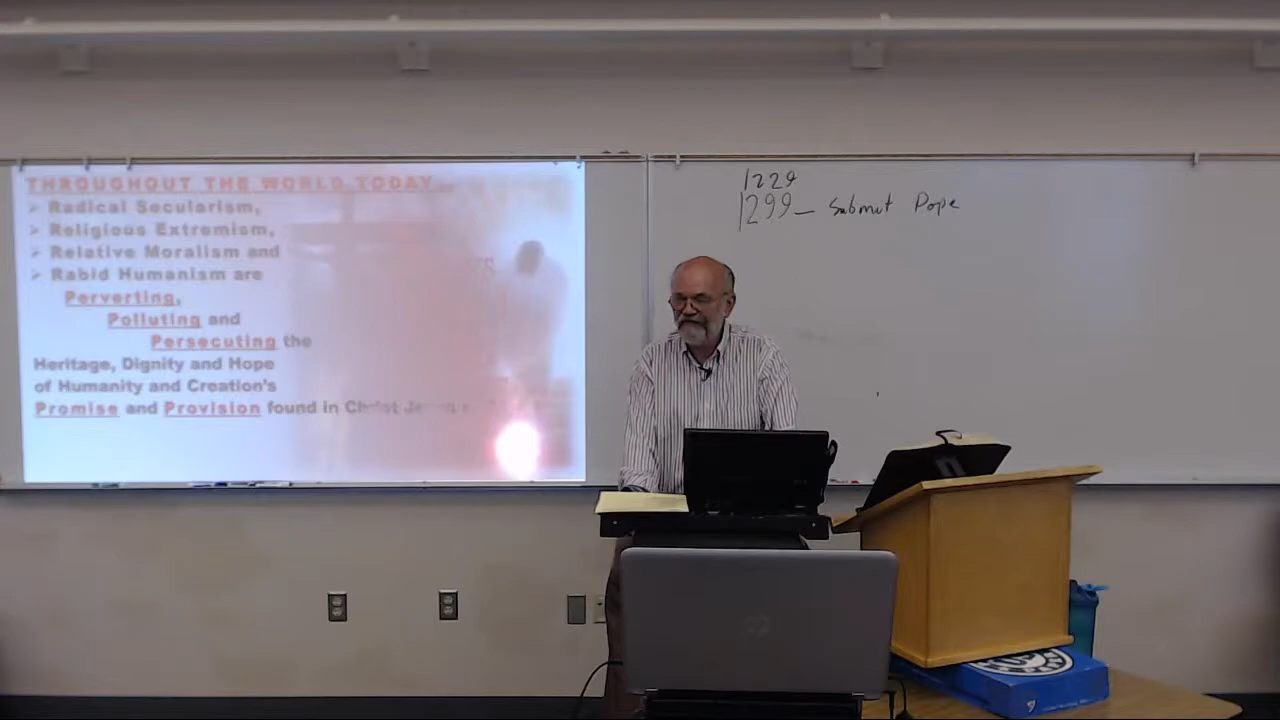 THROUGHOUT THE WORLD TODAY
➢ Radical Secularism,
➢ Religious Extremism,
➢ Relative Moralism and
➢ Rabid Humanism are
Perverting,
Polluting and
Persecuting the
Heritage, Dignity and Hope
of Humanity and Creation's
Promise and Provision found in Christ
1229
1299 - Submit Pope